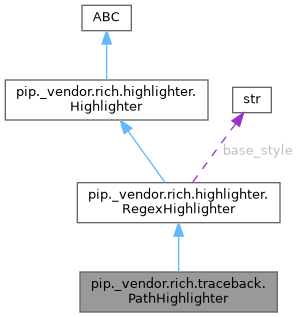 ABC
pip._vendor.rich.highlighter.
Highlighter
str
base_style
pip._vendor.rich.highlighter.
RegexHighlighter
pip._vendor.rich.traceback.
PathHighlighter